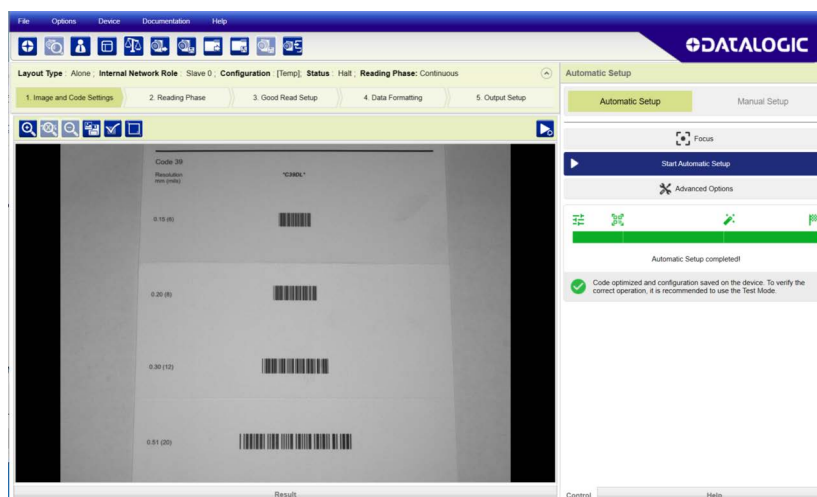 File Options Device Documentation Help
DATALOGIC
Layout Type : Alone ; Internal Network Role : Slave 0 ; Configuration : [Temp]; Status : Halt ; Reading Phase: Continuous
Automatic Setup
1. Image and Code Settings 2. Reading Phase 3. Good Read Setup 4. Data Formatting 5. Output Setup
Automatic Setup Manual Setup
Focus
Start Automatic Setup
Advanced Options
Automatic Setup completed!
Code optimized and configuration saved on the device. To verify the
correct operation, it is recommended to use the Test Mode.
Code 39
Resolution
mm (mils)
*C39DL*
0.15 (6)
0.20 (8)
0.30 (12)
0.51 (20)
Result
Control Help